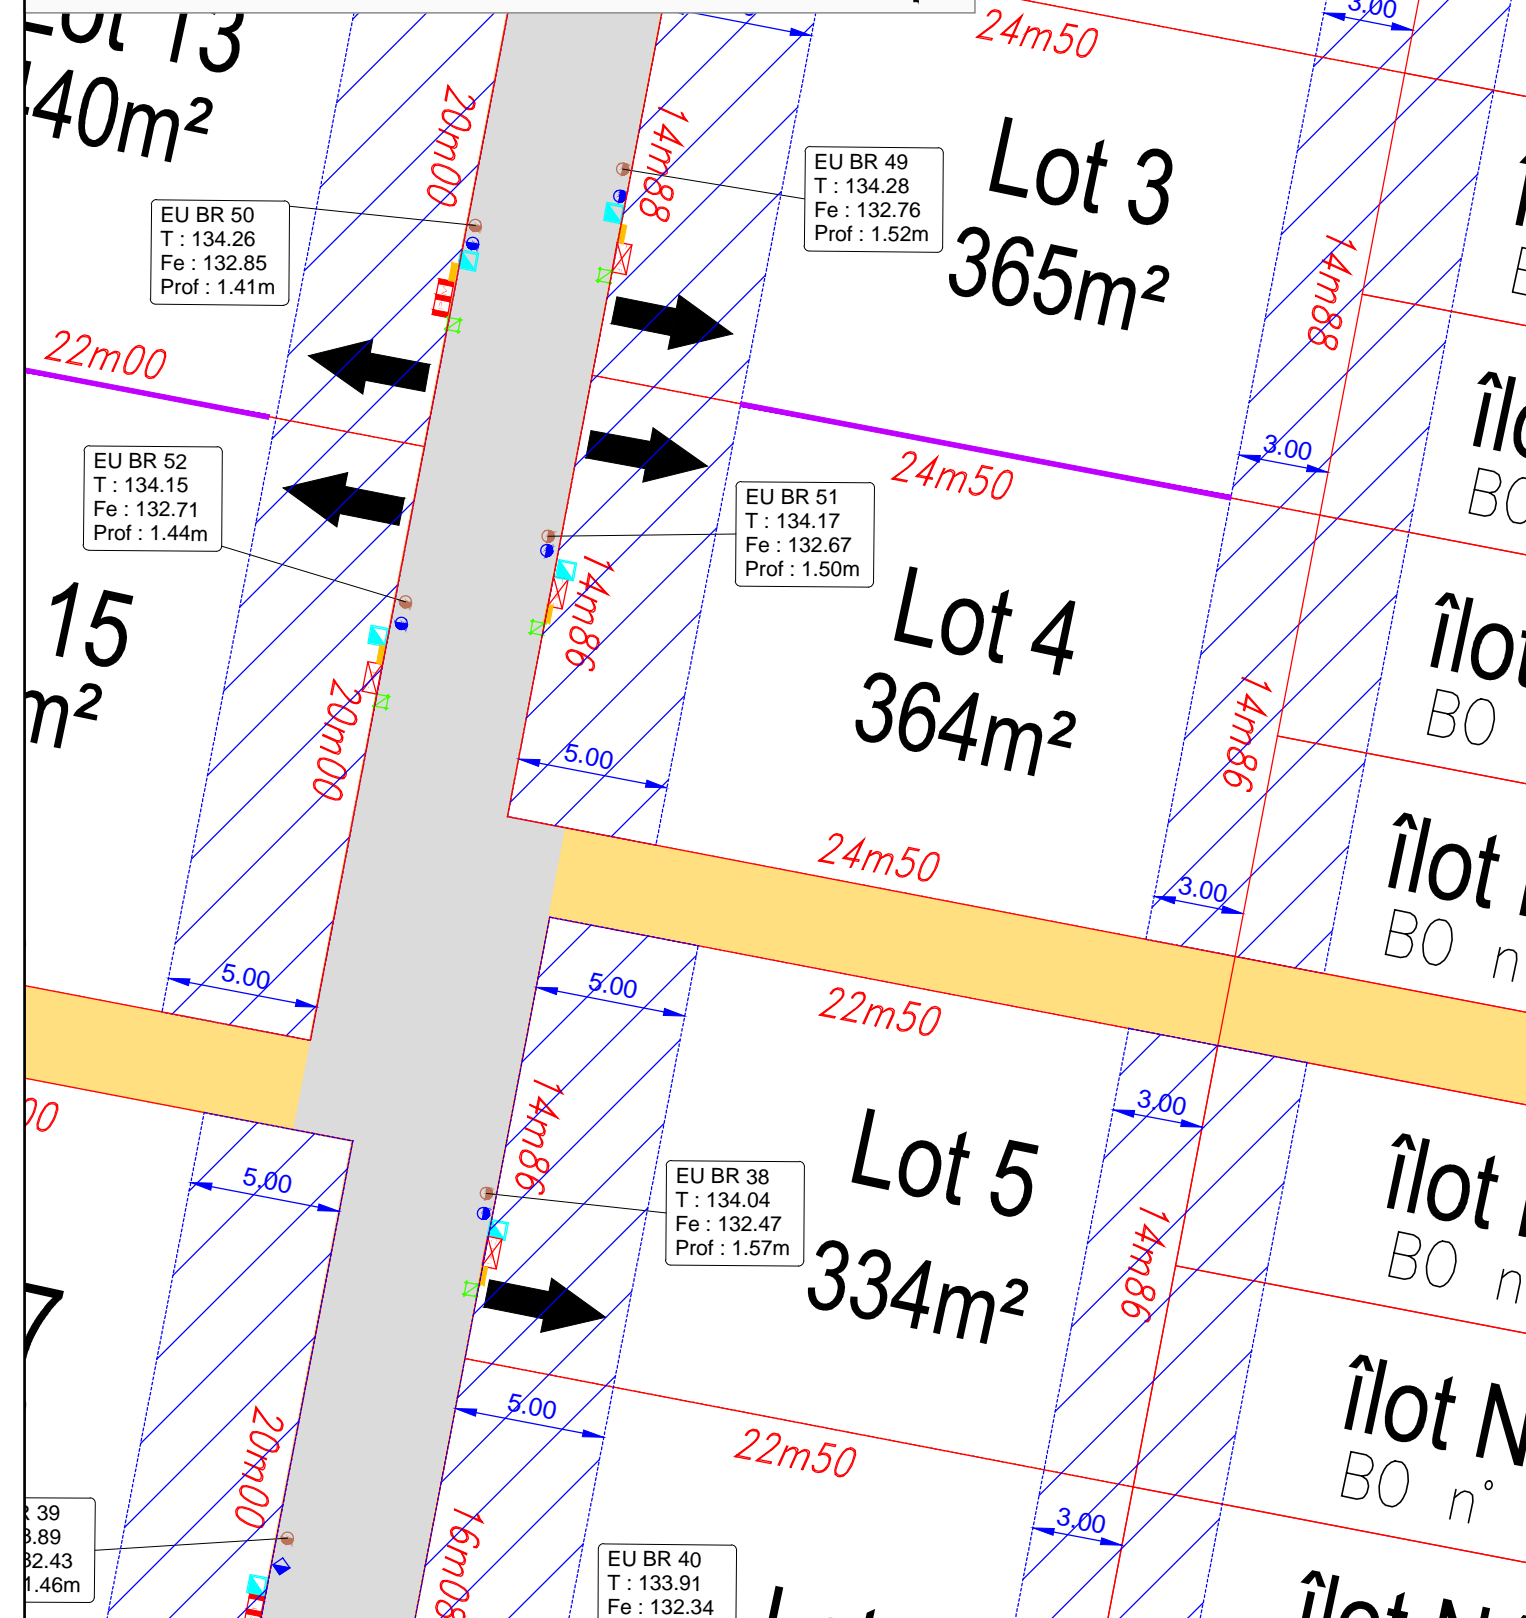 24m50
3.00
Lot 13
20m00
14m88
40m²
EU BR 49
T : 134.28
Fe : 132.76
Prof : 1.52m
Lot 3
365m²
EU BR 50
T : 134.26
Fe : 132.85
Prof : 1.41m
14m88
22m00
24m50
3.00
EU BR 52
T : 134.15
Fe : 132.71
Prof : 1.44m
EU BR 51
T : 134.17
Fe : 132.67
Prof : 1.50m
BO
14m86
Lot 4
364m²
15
m²
20m00
5.00
14m86
îlot
BO
24m50
3.00
îlot
BO n
5.00
5.00
22m50
3.00
14m86
5.00
EU BR 38
T : 134.04
Fe : 132.47
Prof : 1.57m
Lot 5
334m²
14m86
îlot
BO n
7
5.00
22m50
îlot N
BO n°
20m00
16m08
3.00
39
.89
32.43
1.46m
EU BR 40
T : 133.91
Fe : 132.34